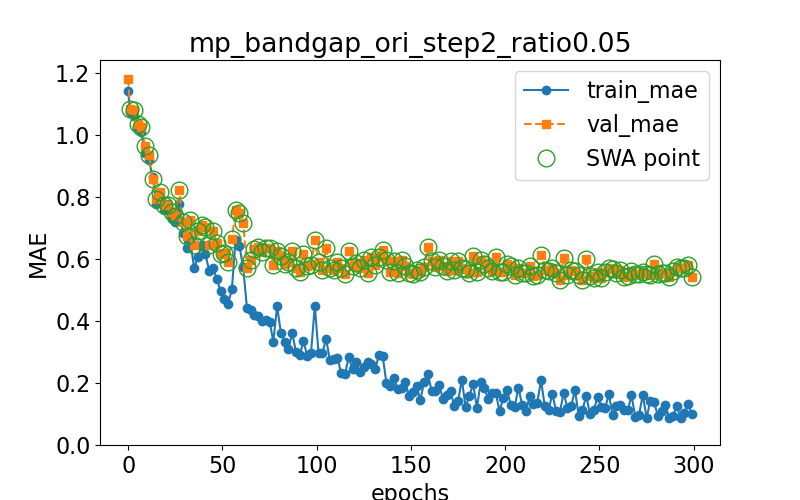 mp_bandgap_ori_step2_ratio0.05
1.2
1.0
0.8
0.6
0.4
0.2
0.0
MAE
train_mae
val_mae
SWA point
0 50 100 150 200 250 300
epochs